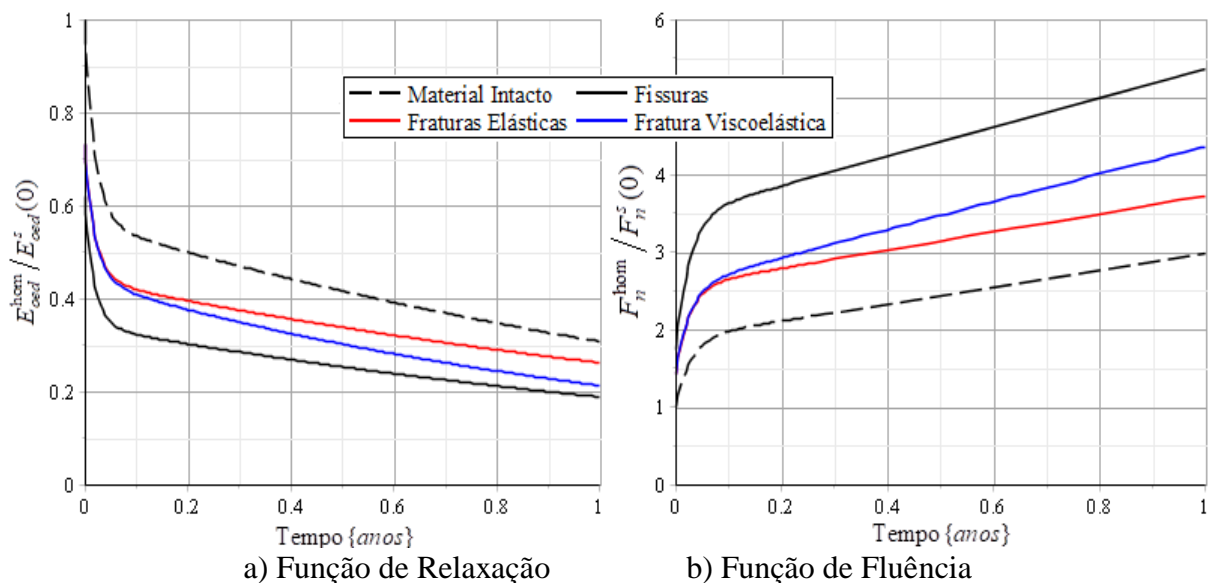 1
0.8
0.6
0.4
0.2
0
E_oed^hom / E_oed^s (0)
0 0.2 0.4 0.6 0.8 1
Tempo {anos}
Material Intacto
Fissuras
Fraturas Elásticas
Fratura Viscoelástica
6
5
4
3
2
1
0
F_n^hom / F_n^s (0)
0 0.2 0.4 0.6 0.8 1
Tempo {anos}
a) Função de Relaxação b) Função de Fluência